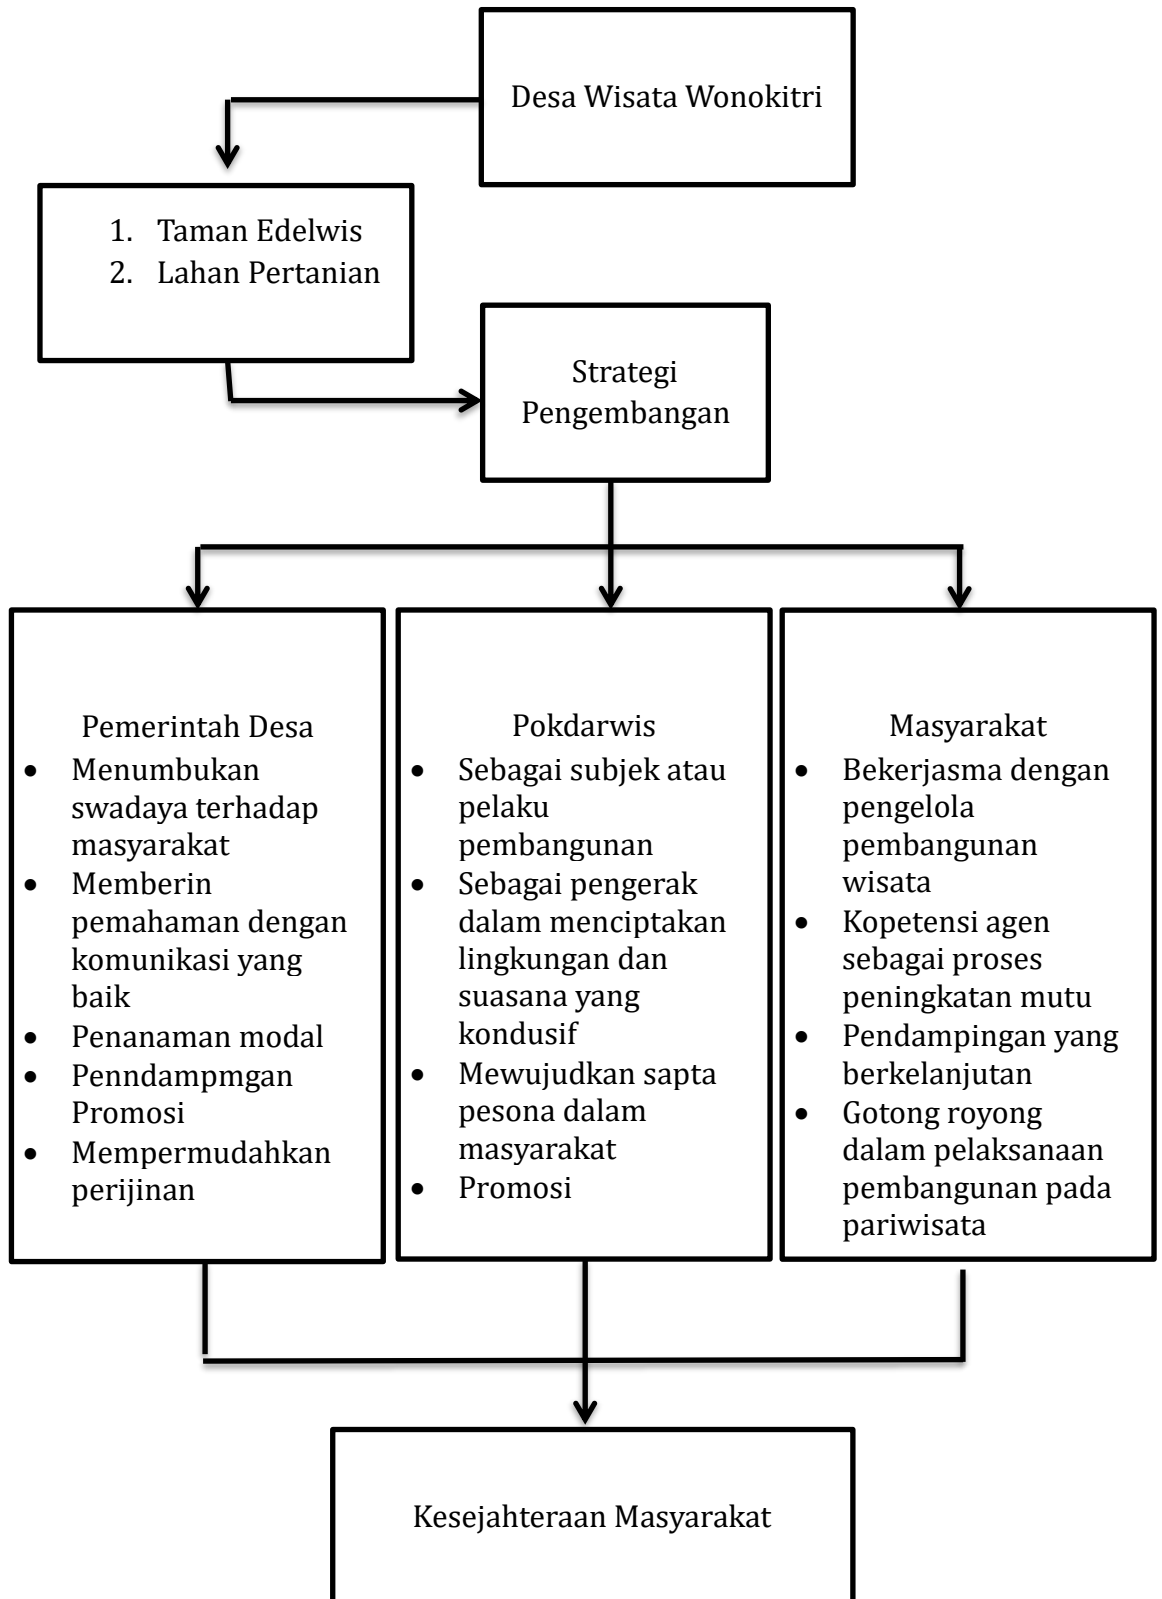 Desa Wisata Wonokitri
1. Taman Edelwis
2. Lahan Pertanian
Strategi
Pengembangan
Pemerintah Desa
• Menumbukan
swadaya terhadap
masyarakat
• Memberin
pemahaman dengan
komunikasi yang
baik
• Penanaman modal
• Penndampmgan
Promosi
• Mempermudahkan
perijinan
Pokdarwis
• Sebagai subjek atau
pelaku
pembangunan
• Sebagai pengerak
dalam menciptakan
lingkungan dan
suasana yang
kondusif
• Mewujudkan sapta
pesona dalam
masyarakat
• Promosi
Masyarakat
• Bekerjasma dengan
pengelola
pembangunan
wisata
• Kopetensi agen
sebagai proses
peningkatan mutu
• Pendampingan yang
berkelanjutan
• Gotong royong
dalam pelaksanaan
pembangunan pada
pariwisata
Kesejahteraan Masyarakat